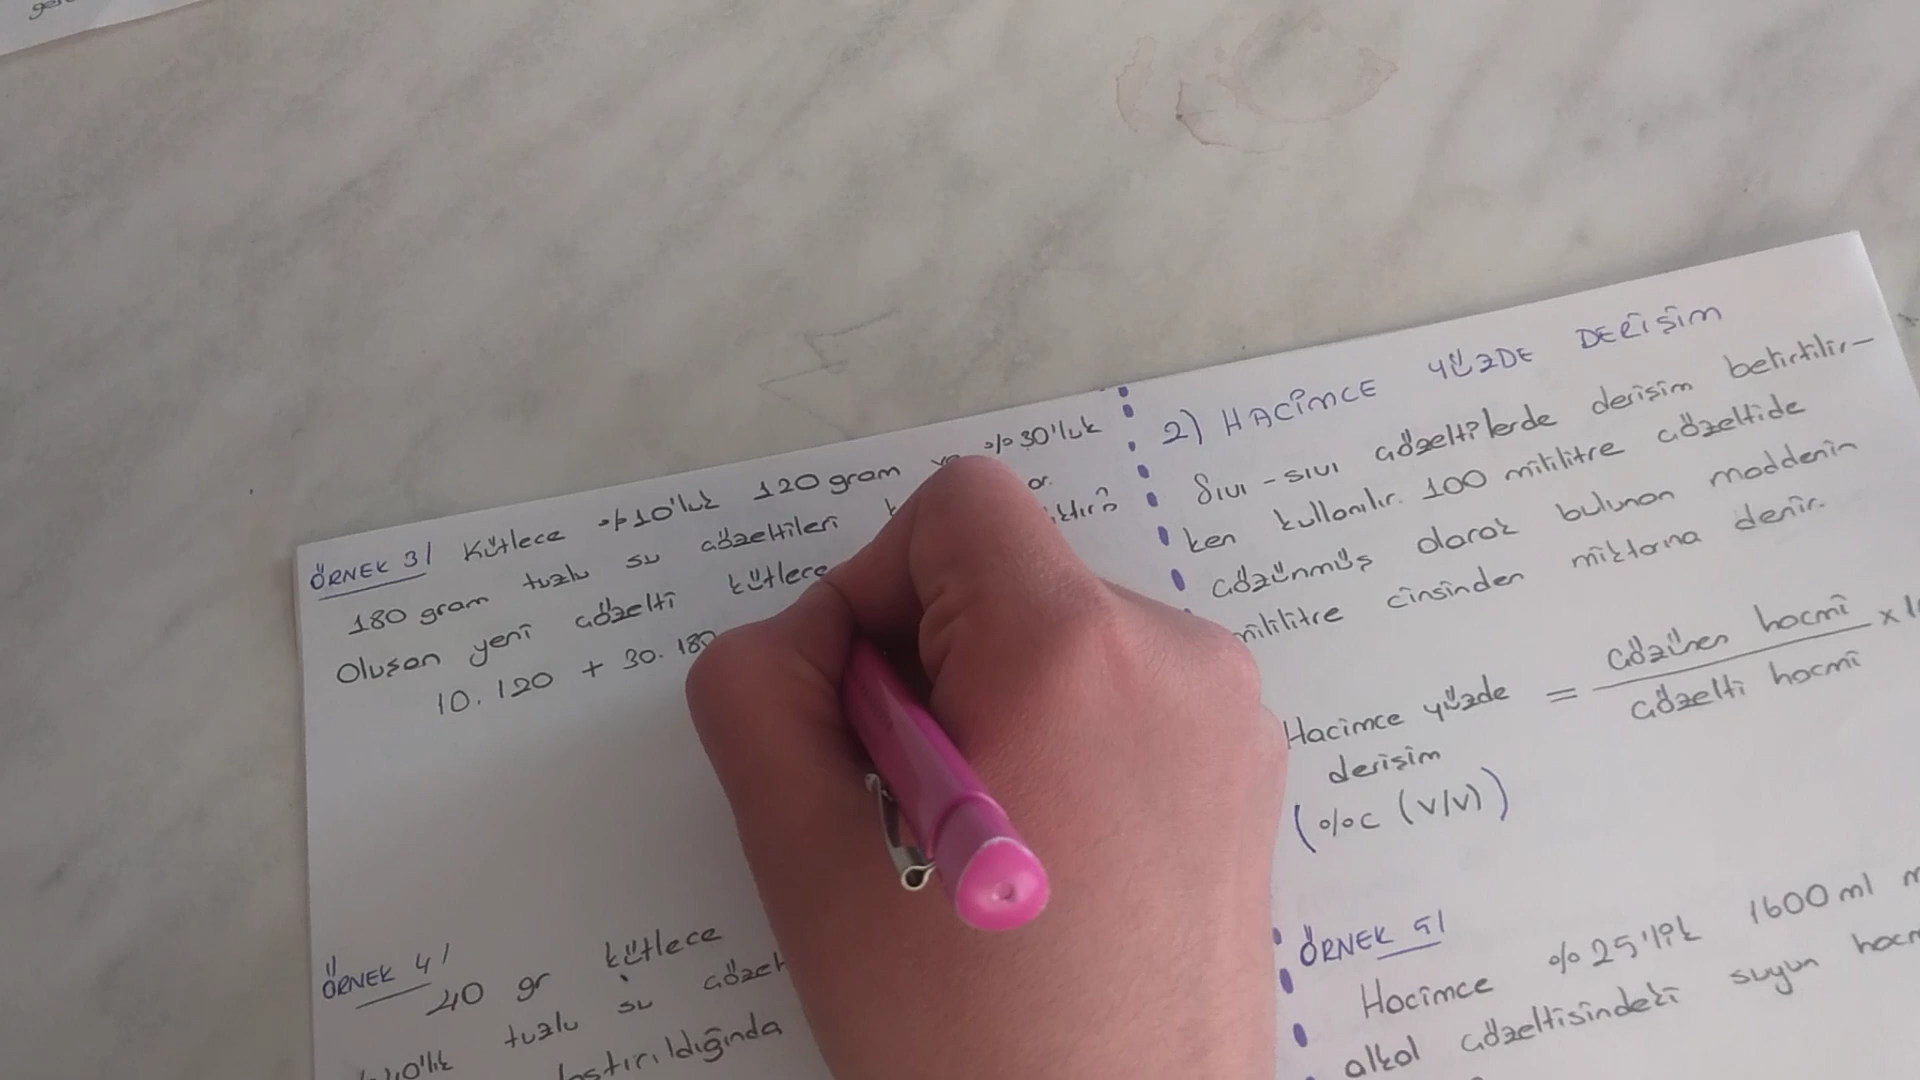 ÖRNEK 3/ Kütlece %10'luk 120 gram ve %30'luk
180 gram tuzlu su çözeltileri
Oluşan yeni çözelti kütlece
10. 120 + 30. 180
ÖRNEK 4/
40 gr kütlece
tuzlu su
2) HACİMCE YÜZDE DERİŞİM
Sıvı - sıvı çözeltilerde derişim belirtilir-
ken kullanılır. 100 mililitre çözeltide
çözünmüş olarak bulunan maddenin
mililitre cinsinden miktarına denir.
Hacimce yüzde derişim = çözünen hacmi
çözelti hacmi
(%C (V/V))
ÖRNEK 5/
Hacimce %25'lik 1600 ml
alkol çözeltisindeki suyun